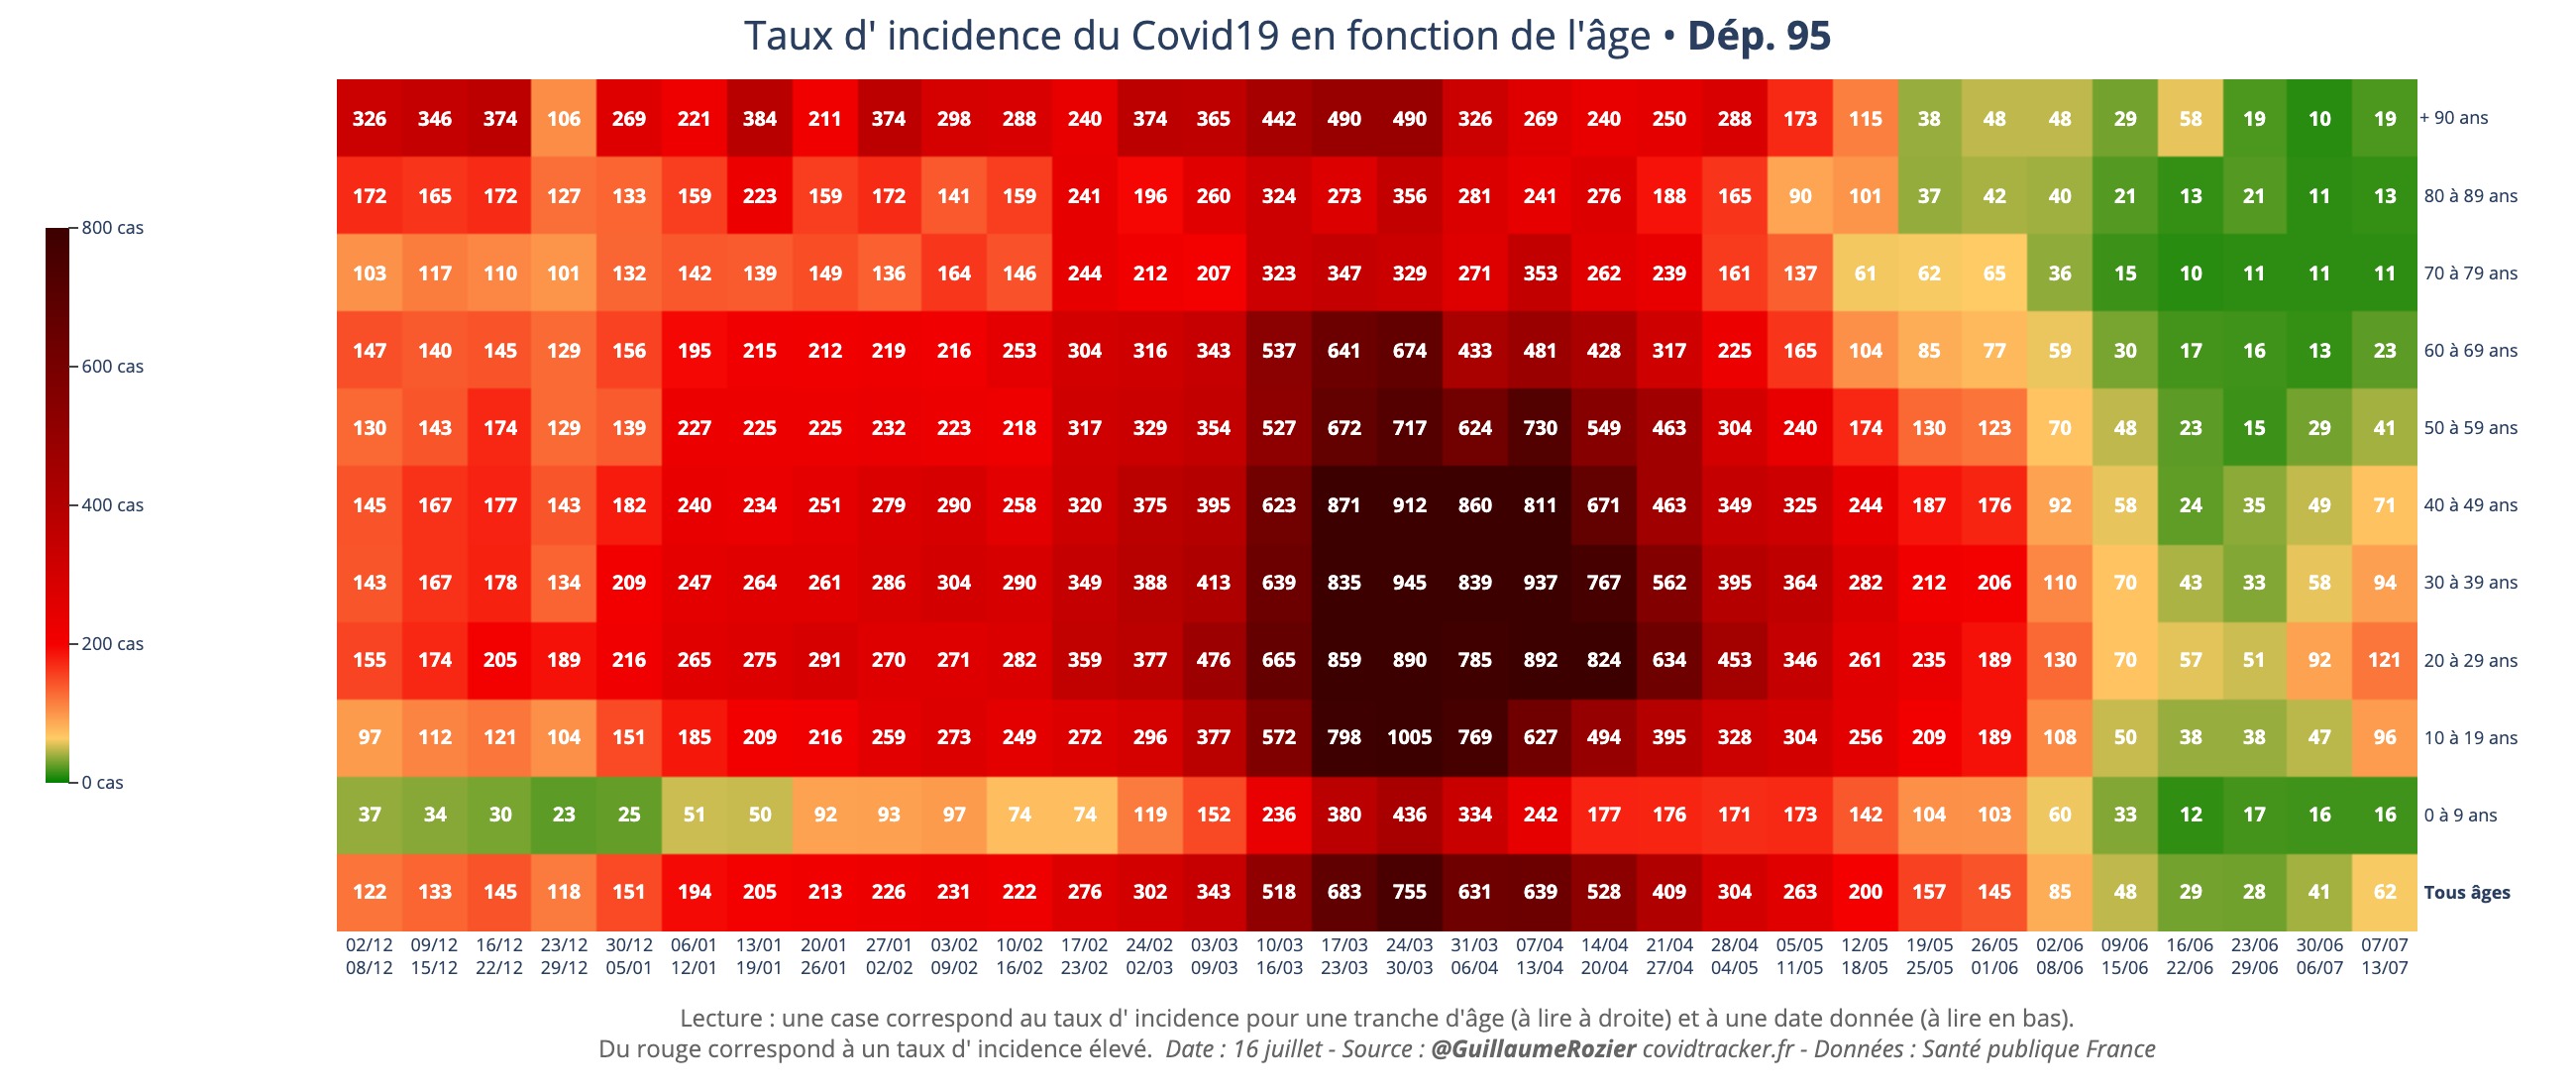 Taux d' incidence du Covid19 en fonction de l'âge • Dép. 95
326 346 374 106 269 221 384 211 374 298 288 240 374 365 442 490 490 326 269 240 250 288 173 115 38 48 48 29 58 19 10 19 + 90 ans
172 165 172 127 133 159 223 159 172 141 159 241 196 260 324 273 356 281 241 276 188 165 90 101 37 42 40 21 13 21 11 13 80 à 89 ans
800 cas
103 117 110 101 132 142 139 149 136 164 146 244 212 207 323 347 329 271 353 262 239 161 137 61 62 65 36 15 10 11 11 11 70 à 79 ans
147 140 145 129 156 195 215 212 219 216 253 304 316 343 537 641 674 433 481 428 317 225 165 104 85 77 59 30 17 16 13 23 60 à 69 ans
600 cas
130 143 174 129 139 227 225 225 232 223 218 317 329 354 527 672 717 624 730 549 463 304 240 174 130 123 70 48 23 15 29 41 50 à 59 ans
400 cas
145 167 177 143 182 240 234 251 279 290 258 320 375 395 623 871 912 860 811 671 463 349 325 244 187 176 92 58 24 35 49 71 40 à 49 ans
143 167 178 134 209 247 264 261 286 304 290 349 388 413 639 835 945 839 937 767 562 395 364 282 212 206 110 70 43 33 58 94 30 à 39 ans
200 cas
155 174 205 189 216 265 275 291 270 271 282 359 377 476 665 859 890 785 892 824 634 453 346 261 235 189 130 70 57 51 92 121 20 à 29 ans
97 112 121 104 151 185 209 216 259 273 249 272 296 377 572 798 1005 769 627 494 395 328 304 256 209 189 108 50 38 38 47 96 10 à 19 ans
0 cas
37 34 30 23 25 51 50 92 93 97 74 74 119 152 236 380 436 334 242 177 176 171 173 142 104 103 60 33 12 17 16 16 0 à 9 ans
122 133 145 118 151 194 205 213 226 231 222 276 302 343 518 683 755 631 639 528 409 304 263 200 157 145 85 48 29 28 41 62 Tous âges
02/12 09/12 16/12 23/12 30/12 06/01 13/01 20/01 27/01 03/02 10/02 17/02 24/02 03/03 10/03 17/03 24/03 31/03 07/04 14/04 21/04 28/04 05/05 12/05 19/05 26/05 02/06 09/06 16/06 23/06 30/06 07/07
08/12 15/12 22/12 29/12 05/01 12/01 19/01 26/01 02/02 09/02 16/02 23/02 02/03 09/03 16/03 23/03 30/03 06/04 13/04 20/04 27/04 04/05 11/05 18/05 25/05 01/06 08/06 15/06 22/06 29/06 06/07 13/07
Lecture : une case correspond au taux d' incidence pour une tranche d'âge (à lire à droite) et à une date donnée (à lire en bas).
Du rouge correspond à un taux d' incidence élevé. Date : 16 juillet - Source : @GuillaumeRozier covidtracker.fr - Données : Santé publique France